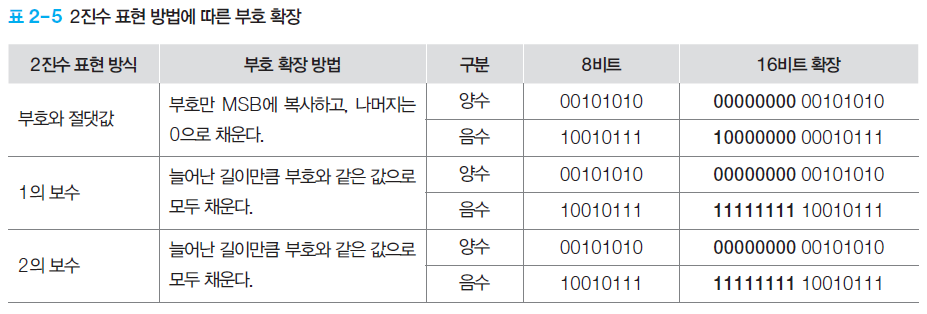 표 2-5 2진수 표현 방법에 따른 부호 확장
2진수 표현 방식 부호 확장 방법 구분 8비트 16비트 확장
부호와 절댓값 부호만 MSB에 복사하고, 나머지는 0으로 채운다. 양수 00101010 00000000 00101010
음수 10010111 10000000 00010111
1의 보수 늘어난 길이만큼 부호와 같은 값으로 모두 채운다. 양수 00101010 00000000 00101010
음수 10010111 11111111 10010111
2의 보수 늘어난 길이만큼 부호와 같은 값으로 모두 채운다. 양수 00101010 00000000 00101010
음수 10010111 11111111 10010111